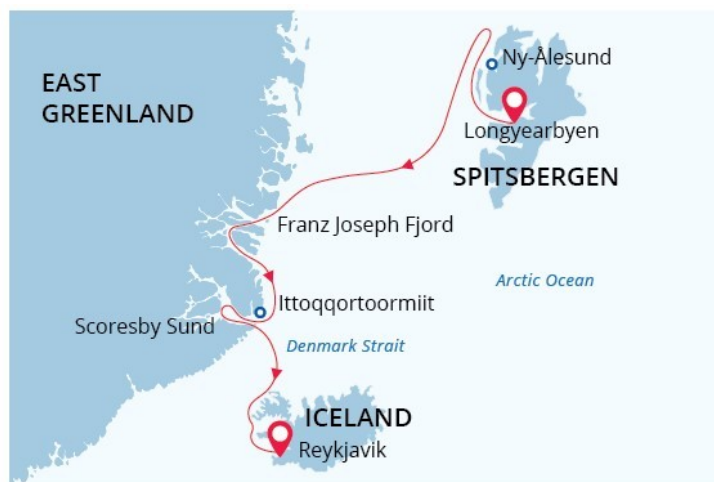 EAST
GREENLAND
Ny-Ålesund
Longyearbyen
SPITSBERGEN
Franz Joseph Fjord
Arctic Ocean
Ittoqqortoormiit
Scoresby Sund
Denmark Strait
ICELAND
Reykjavik